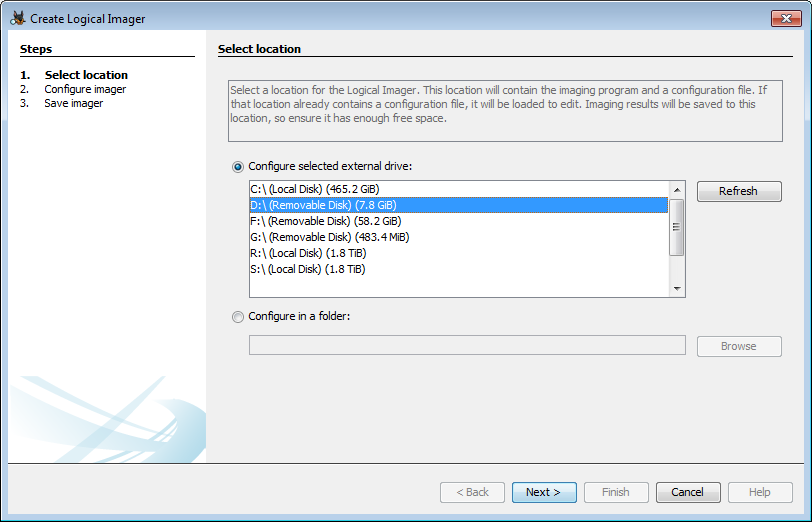 Create Logical Imager
Steps
1. Select location
2. Configure imager
3. Save imager
Select location
Select a location for the Logical Imager. This location will contain the imaging program and a configuration file. If
that location already contains a configuration file, it will be loaded to edit. Imaging results will be saved to this
location, so ensure it has enough free space.
Configure selected external drive:
C:\ (Local Disk) (465.2 GiB)
D:\ (Removable Disk) (7.8 GiB)
F:\ (Removable Disk) (58.2 GiB)
G:\ (Removable Disk) (483.4 MiB)
R:\ (Local Disk) (1.8 TiB)
S:\ (Local Disk) (1.8 TiB)
Refresh
Configure in a folder:
Browse
< Back
Next >
Finish
Cancel
Help